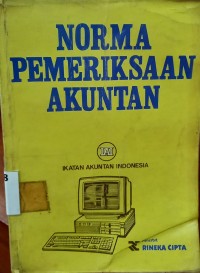 NORMA
PEMERIKSAAN
AKUNTAN
IAI
IKATAN AKUNTAN INDONESIA
RINEKA CIPTA